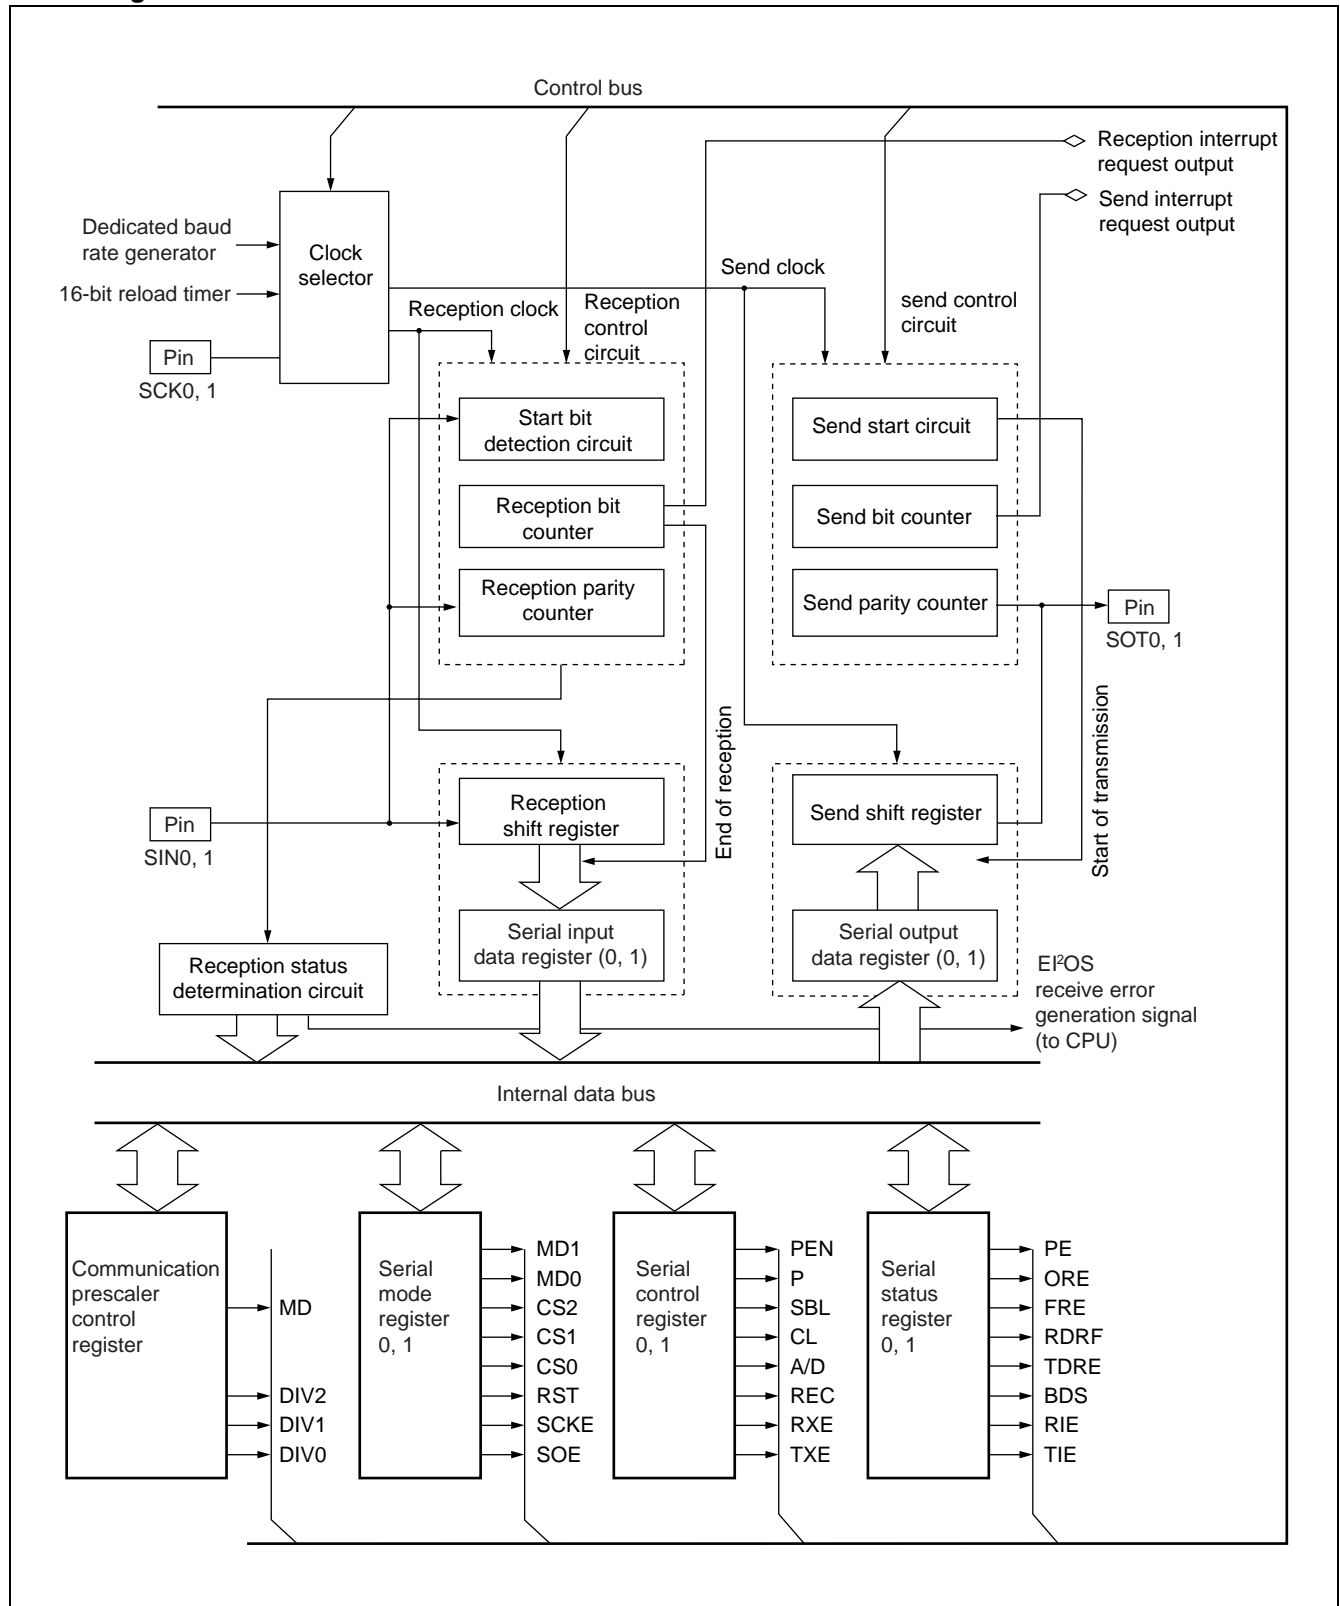 Control bus
Reception interrupt
request output
Send interrupt
request output
Dedicated baud
rate generator
16-bit reload timer
Clock
selector
Pin
SCK0, 1
Send clock
Reception clock
Reception
control
circuit
send control
circuit
Start bit
detection circuit
Reception bit
counter
Reception parity
counter
Send start circuit
Send bit counter
Send parity counter
Pin
SOT0, 1
End of reception
Start of transmission
Pin
SIN0, 1
Reception
shift register
Send shift register
Serial input
data register (0, 1)
Serial output
data register (0, 1)
Reception status
determination circuit
EI²OS
receive error
generation signal
(to CPU)
Internal data bus
Communication
prescaler
control
register
MD
DIV2
DIV1
DIV0
Serial
mode
register
0, 1
MD1
MD0
CS2
CS1
CS0
RST
SCKE
SOE
Serial
control
register
0, 1
PEN
P
SBL
CL
A/D
REC
RXE
TXE
Serial
status
register
0, 1
PE
ORE
FRE
RDRF
TDRE
BDS
RIE
TIE